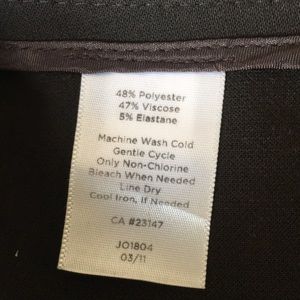 48% Polyester
47% Viscose
5% Elastane
Machine Wash Cold
Gentle Cycle
Only Non-Chlorine
Bleach When Needed
Line Dry
Cool Iron, If Needed
CA #23147
JO1804
03/11